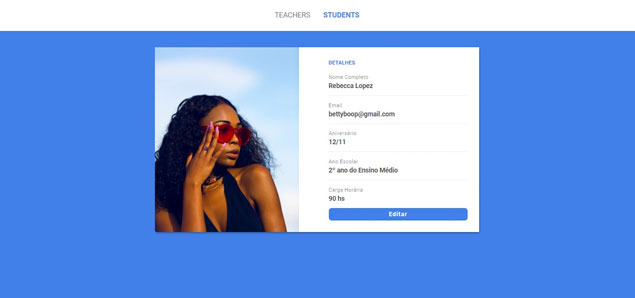 TEACHERS STUDENTS
DETALHES
Nome Completo
Rebecca Lopez
Email
bettyboop@gmail.com
Aniversário
12/11
Ano Escolar
2° ano do Ensino Médio
Carga Horária
90 hs
Editar